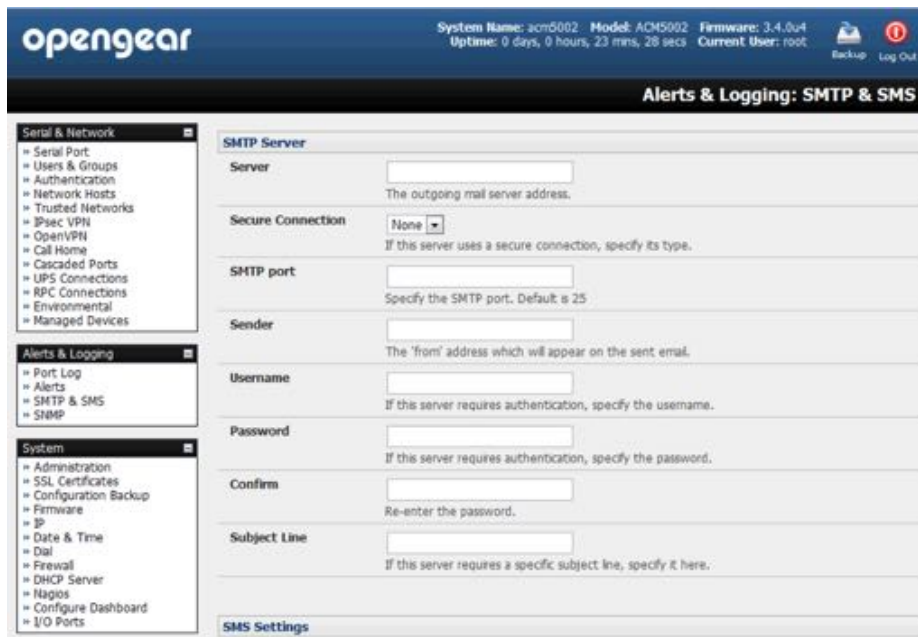 opengear
System Name: acm5002 Model: ACM5002 Firmware: 3.4.0u4
Uptime: 0 days, 0 hours, 23 mins, 28 secs Current User: root
Backup
Log Out
Alerts & Logging: SMTP & SMS
Serial & Network
» Serial Port
» Users & Groups
» Authentication
» Network Hosts
» Trusted Networks
» IPsec VPN
» OpenVPN
» Call Home
» Cascaded Ports
» UPS Connections
» RPC Connections
» Environmental
» Managed Devices
Alerts & Logging
» Port Log
» Alerts
» SMTP & SMS
» SNMP
System
» Administration
» SSL Certificates
» Configuration Backup
» Firmware
» IP
» Date & Time
» Dial
» Firewall
» DHCP Server
» Nagios
» Configure Dashboard
» I/O Ports
SMTP Server
Server
The outgoing mail server address.
Secure Connection
None
If this server uses a secure connection, specify its type.
SMTP port
Specify the SMTP port. Default is 25
Sender
The 'from' address which will appear on the sent email.
Username
If this server requires authentication, specify the username.
Password
If this server requires authentication, specify the password.
Confirm
Re-enter the password.
Subject Line
If this server requires a specific subject line, specify it here.
SMS Settings